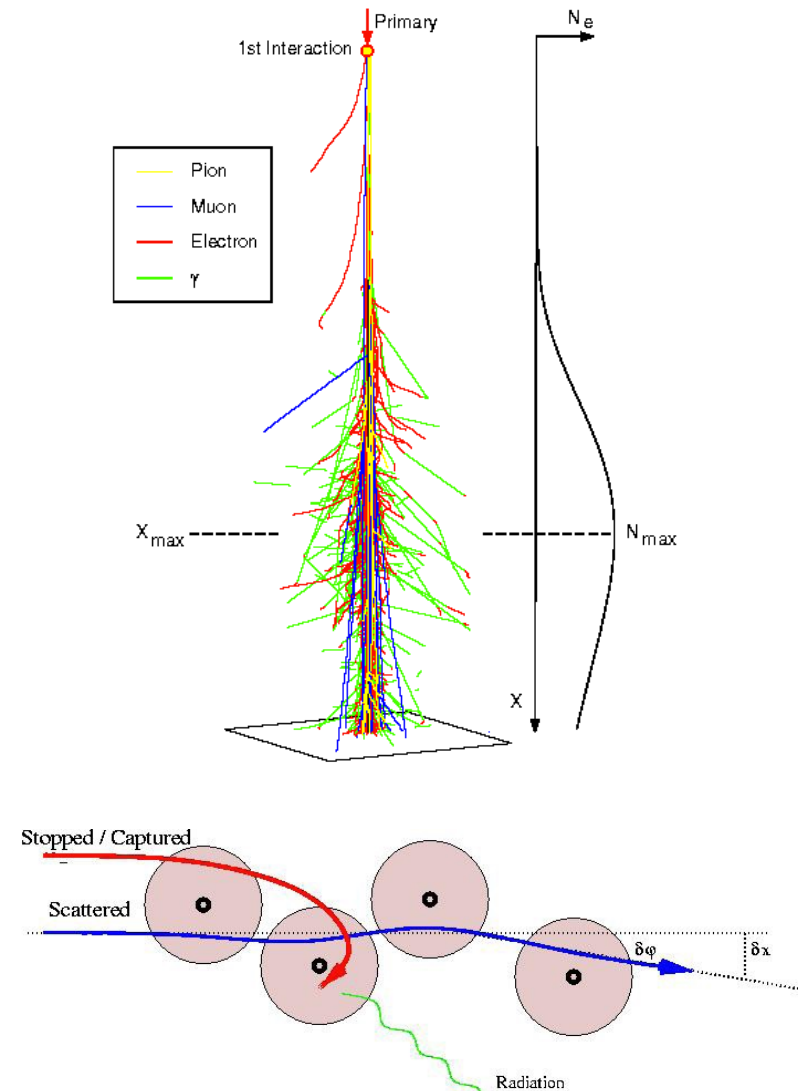 Primary
N e
1st Interaction
Pion
Muon
Electron
γ
X max
N max
X
Stopped / Captured
Scattered
δφ
δx
Radiation